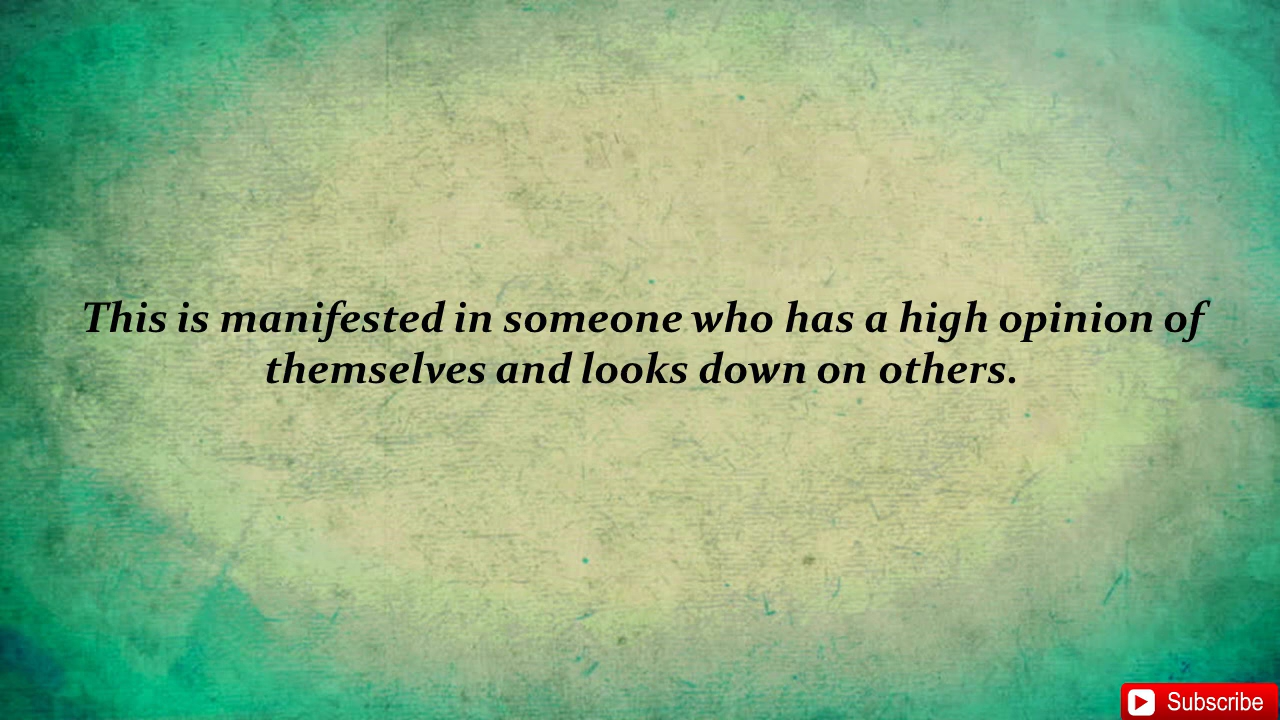 This is manifested in someone who has a high opinion of
themselves and looks down on others.
Subscribe